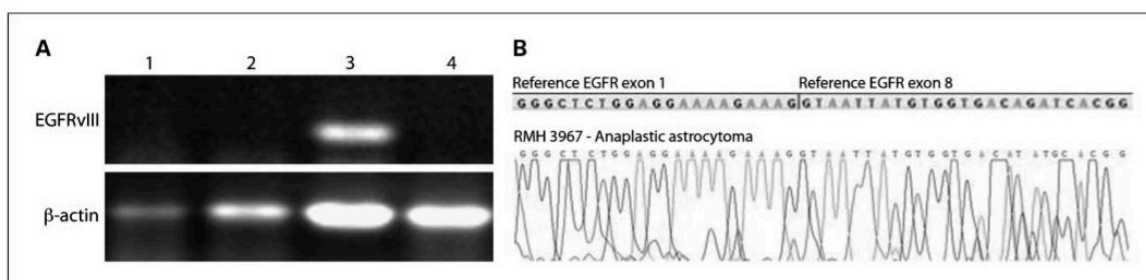 A
1 2 3 4
EGFRvIII
β-actin
B
Reference EGFR exon 1 Reference EGFR exon 8
GGGCTCTGGAGGAAAAGAAAGGTAATTATGTGGTGACAGATCACGG
RMH 3967 - Anaplastic astrocytoma
GGGCTCTGGAGGAAAAGAAAGGTAATTATGTGGTGACATATGCACGG